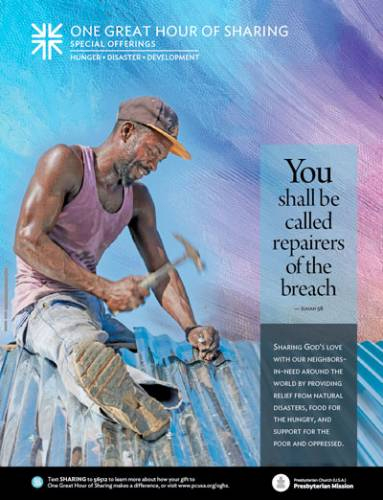 ONE GREAT HOUR OF SHARING
SPECIAL OFFERINGS
HUNGER • DISASTER • DEVELOPMENT
You
shall be
called
repairers
of the
breach
— ISAIAH 58
SHARING GOD'S LOVE
WITH OUR NEIGHBORS-
IN-NEED AROUND THE
WORLD BY PROVIDING
RELIEF FROM NATURAL
DISASTERS, FOOD FOR
THE HUNGRY, AND
SUPPORT FOR THE
POOR AND OPPRESSED.
Text SHARING to 56512 to learn more about how your gift to
One Great Hour of Sharing makes a difference, or visit www.pcusa.org/oghs.
Presbyterian Church (U.S.A.)
Presbyterian Mission